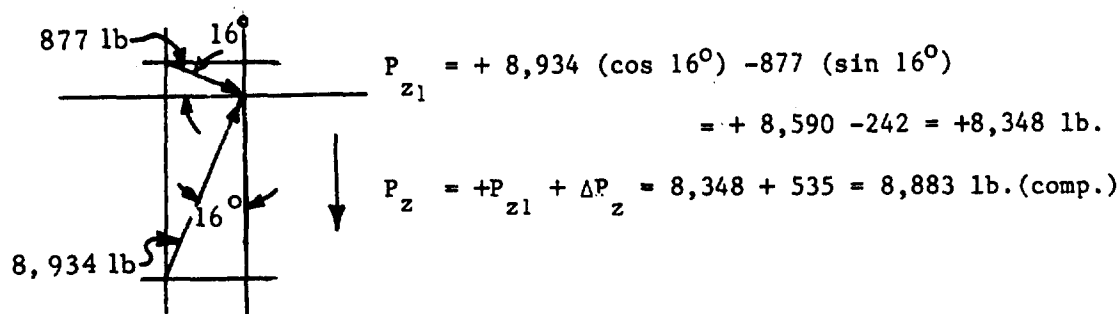 877 lb 16°
P_z1 = + 8,934 (cos 16°) -877 (sin 16°)
= + 8,590 -242 = +8,348 lb.
P_z = +P_z1 + ΔP_z = 8,348 + 535 = 8,883 lb.(comp.)
16°
8,934 lb